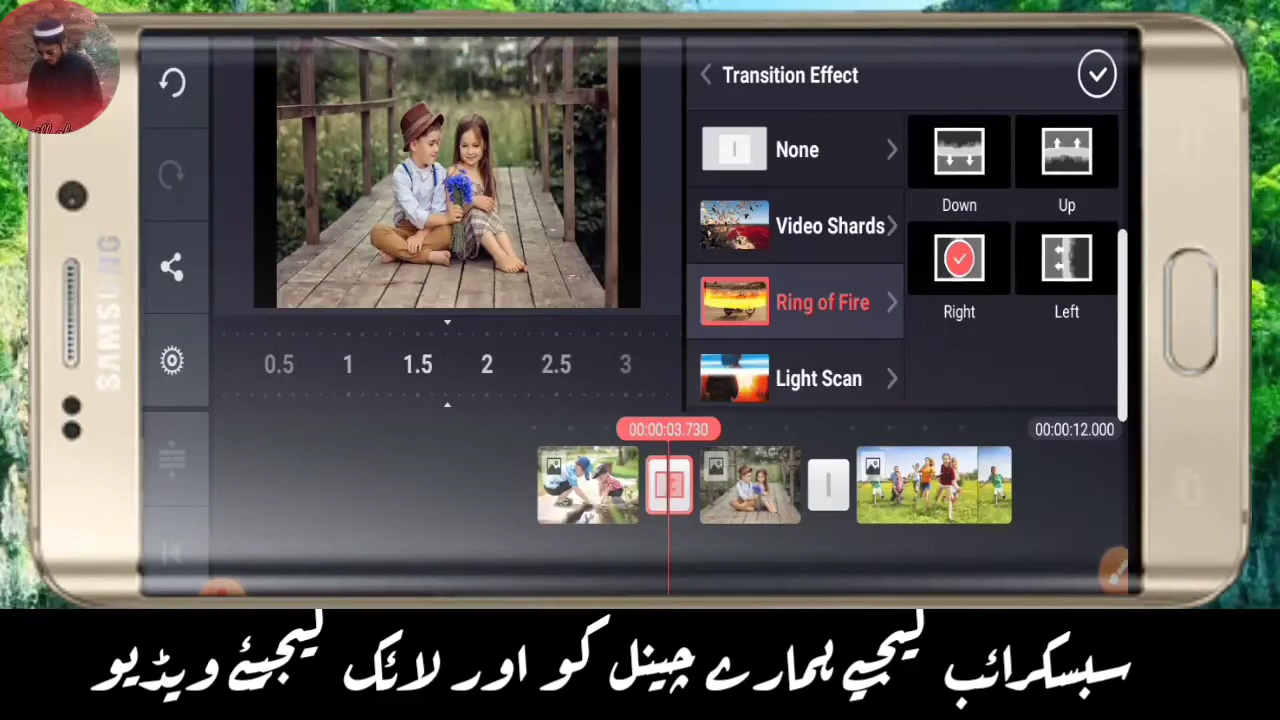 Transition Effect
None
Video Shards
Ring of Fire
Light Scan
Down
Up
Right
Left
0.5 1 1.5 2 2.5 3
00:00:03.730
00:00:12.000
SAMSUNG
سبسکرائب لیجیے ہمارے چینل کو اور لائک لیجیئے ویڈیو